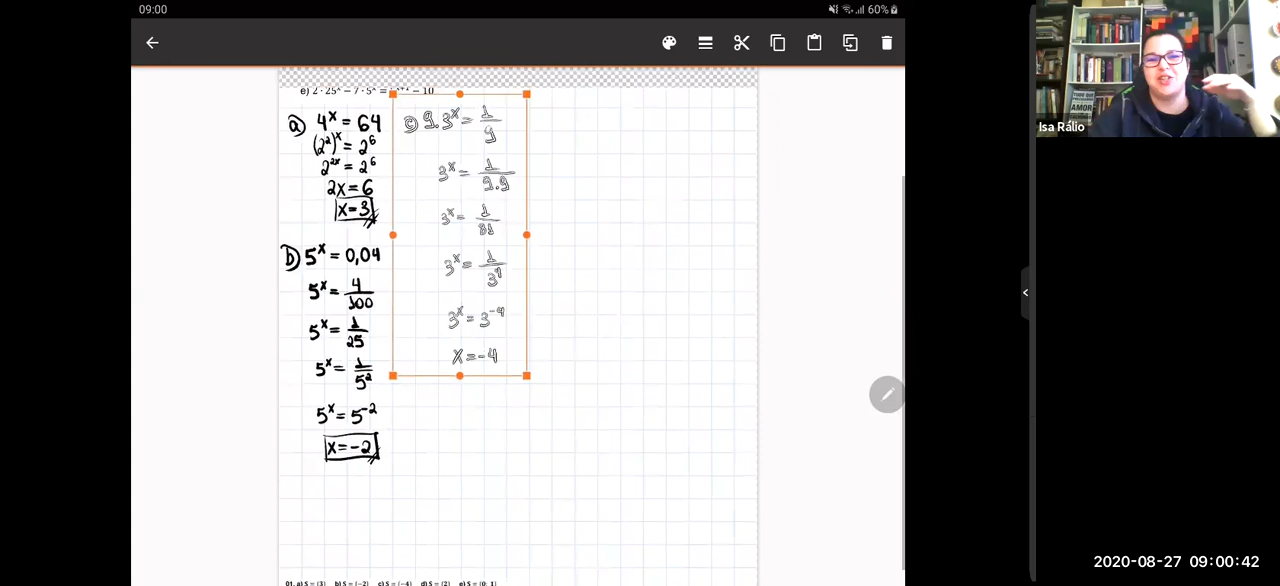 09:00
60%
e) 2 · 25ˣ − 7 · 5ˣ = − 10
a) 4ˣ = 64
(2²)ˣ = 2⁶
2²ˣ = 2⁶
2x = 6
x = 3
b) 5ˣ = 0,04
5ˣ = 4/100
5ˣ = 1/25
5ˣ = 1/5²
5ˣ = 5⁻²
x = -2
c) 9.3ˣ = 1/9
3ˣ = 1/9.9
3ˣ = 1/81
3ˣ = 1/3⁴
3ˣ = 3⁻⁴
x = -4
01. a) S = {3} b) S = {−2} c) S = {−4} d) S = {2} e) S = {0; 1}
AMOR
Isa Rálio
2020-08-27 09:00:42